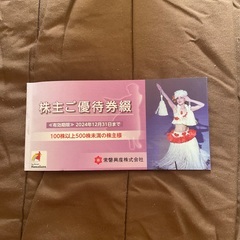 株主ご優待券綴
<有効期間> 2024年12月31日まで
100株以上500株未満の株主様
常磐興産株式会社